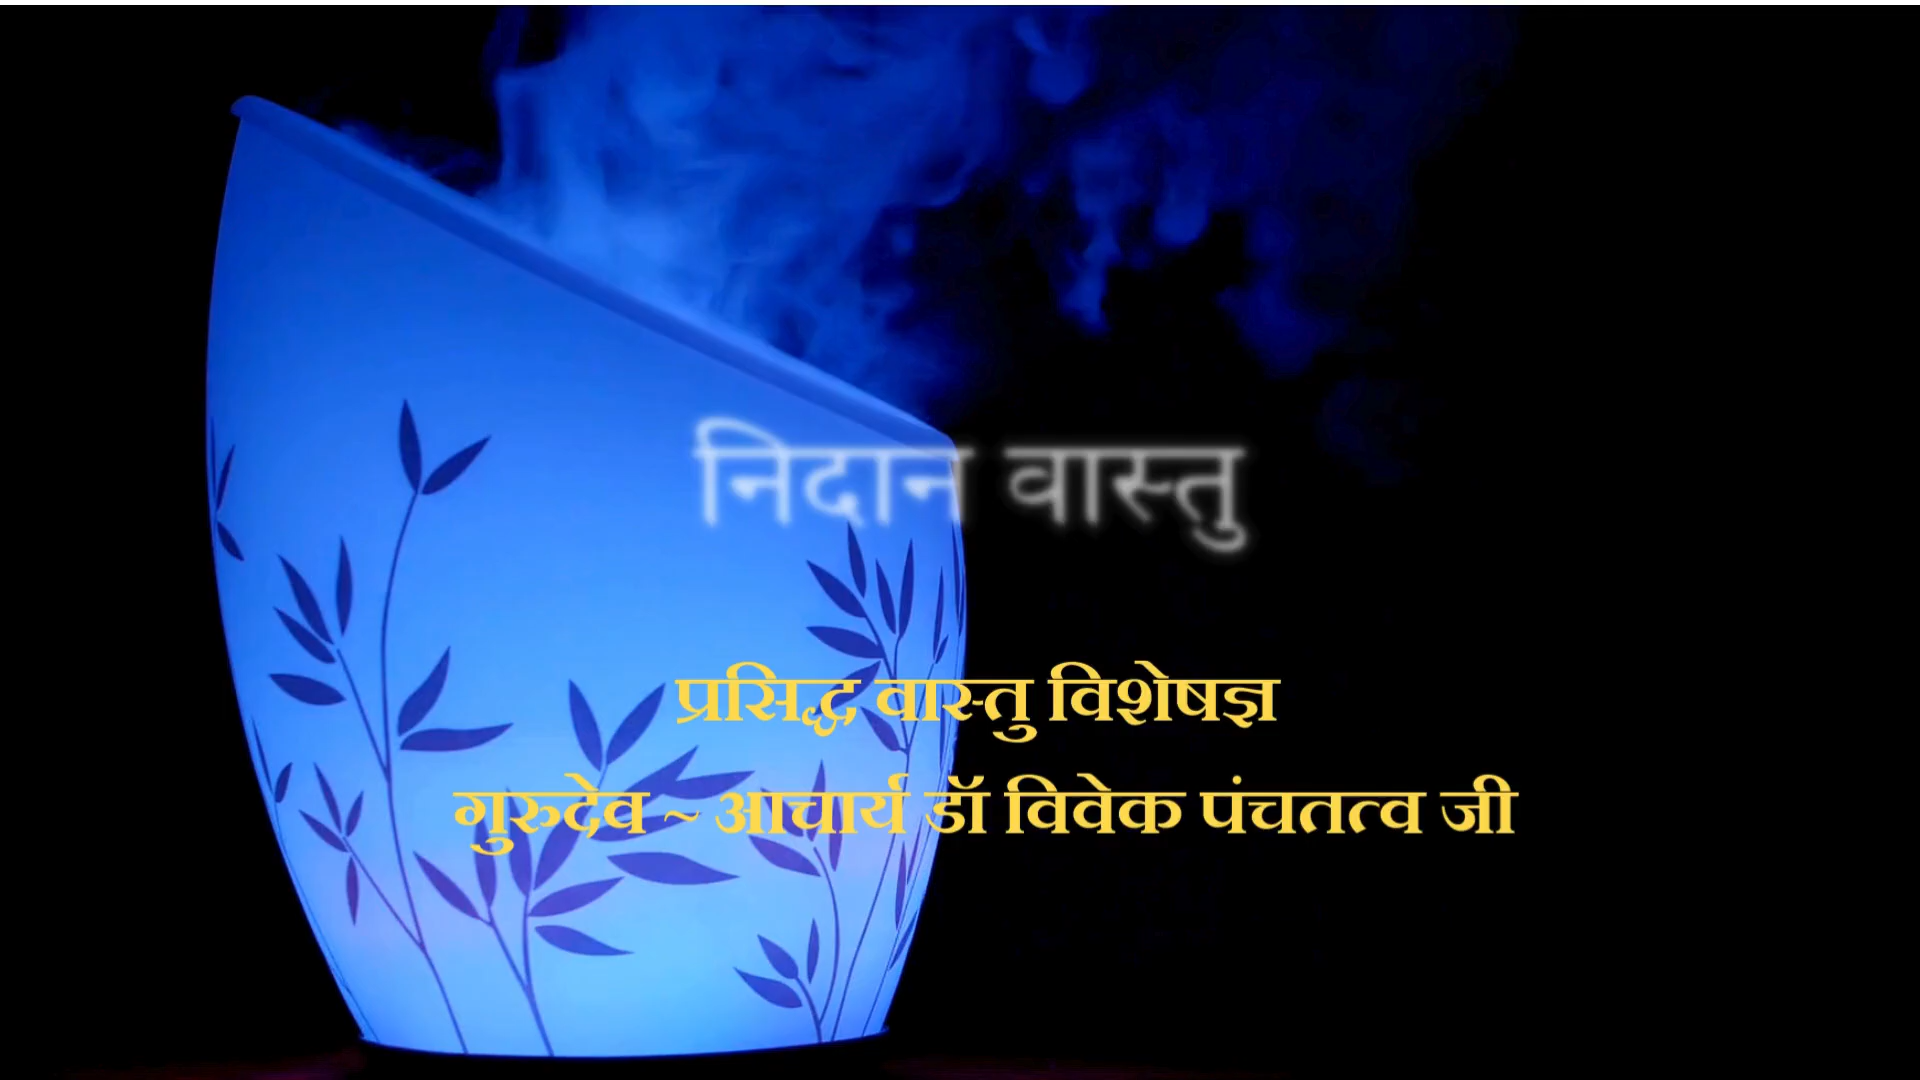 निदान वास्तु
प्रसिद्ध वास्तु विशेषज्ञ
गुरुदेव ~ आचार्य डॉ विवेक पंचतत्व जी